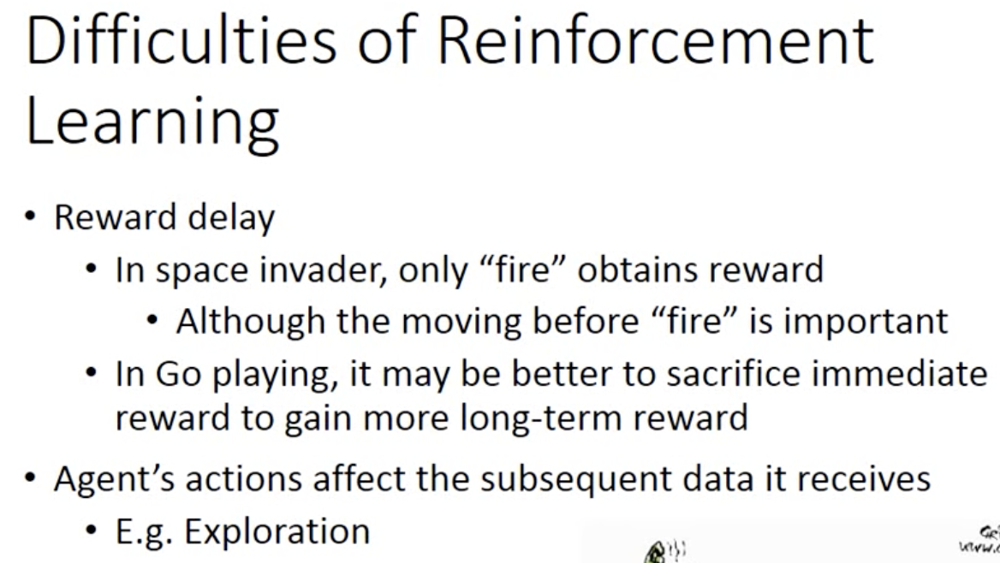 Difficulties of Reinforcement
Learning
• Reward delay
• In space invader, only “fire” obtains reward
• Although the moving before “fire” is important
• In Go playing, it may be better to sacrifice immediate
reward to gain more long-term reward
• Agent’s actions affect the subsequent data it receives
• E.g. Exploration